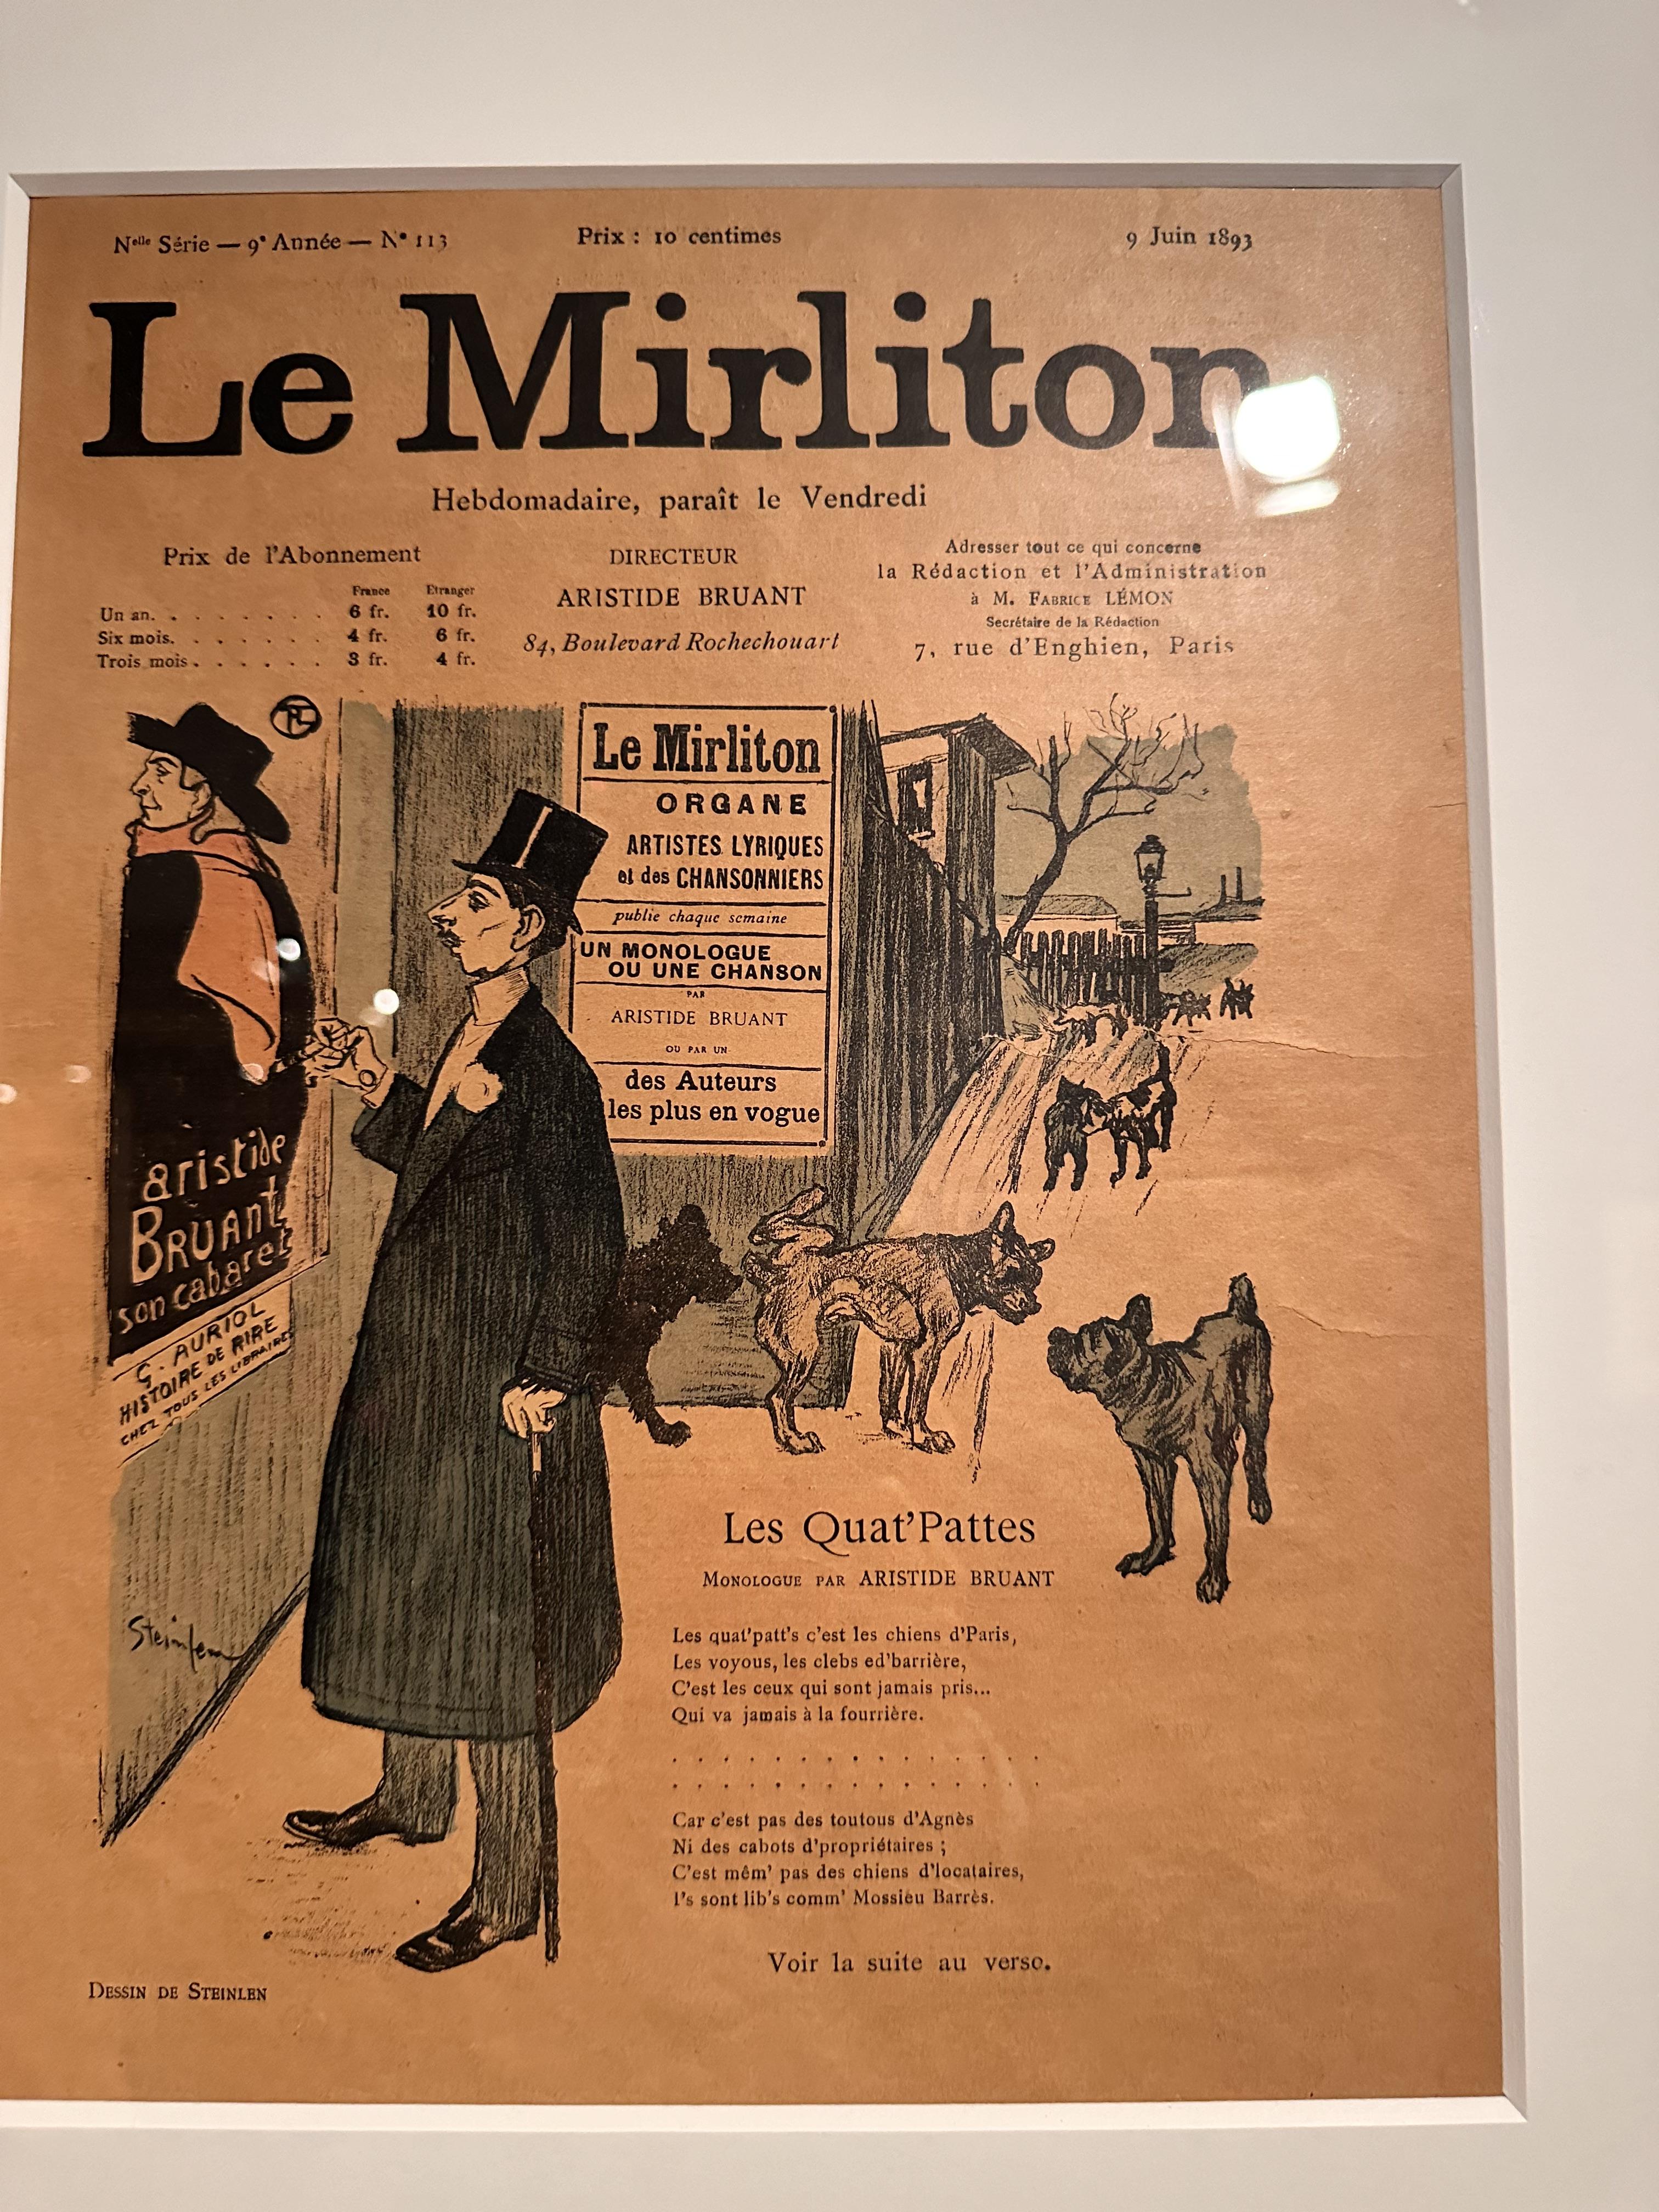 Nelle Série — 9e Année — No 113
Prix : 10 centimes
9 Juin 1893
Le Mirliton
Hebdomadaire, paraît le Vendredi
Prix de l'Abonnement
France Etranger
Un an. . . . . . . . 6 fr. 10 fr.
Six mois. . . . . . . 4 fr. 6 fr.
Trois mois . . . . . . 3 fr. 4 fr.
DIRECTEUR
ARISTIDE BRUANT
84, Boulevard Rochechouart
Adresser tout ce qui concerne
la Rédaction et l'Administration
à M. FABRICE LÉMON
Secrétaire de la Rédaction
7, rue d'Enghien, Paris
aristide
BRUANT
son cabaret
G. AURIOL
HISTOIRE DE RIRE
CHEZ TOUS LES LIBRAIRES
Steinlen
Le Mirliton
ORGANE
ARTISTES LYRIQUES
et des CHANSONNIERS
publie chaque semaine
UN MONOLOGUE
OU UNE CHANSON
PAR
ARISTIDE BRUANT
OU PAR UN
des Auteurs
les plus en vogue
Les Quat'Pattes
MONOLOGUE PAR ARISTIDE BRUANT
Les quat'patt's c'est les chiens d'Paris,
Les voyous, les clebs ed'barrière,
C'est les ceux qui sont jamais pris...
Qui va jamais à la fourrière.
. . . . . . . . . . . . . . .
. . . . . . . . . . . . . . .
Car c'est pas des toutous d'Agnès
Ni des cabots d'propriétaires ;
C'est mêm' pas des chiens d'locataires,
I's sont lib's comm' Mossieu Barrès.
Voir la suite au verso.
DESSIN DE STEINLEN